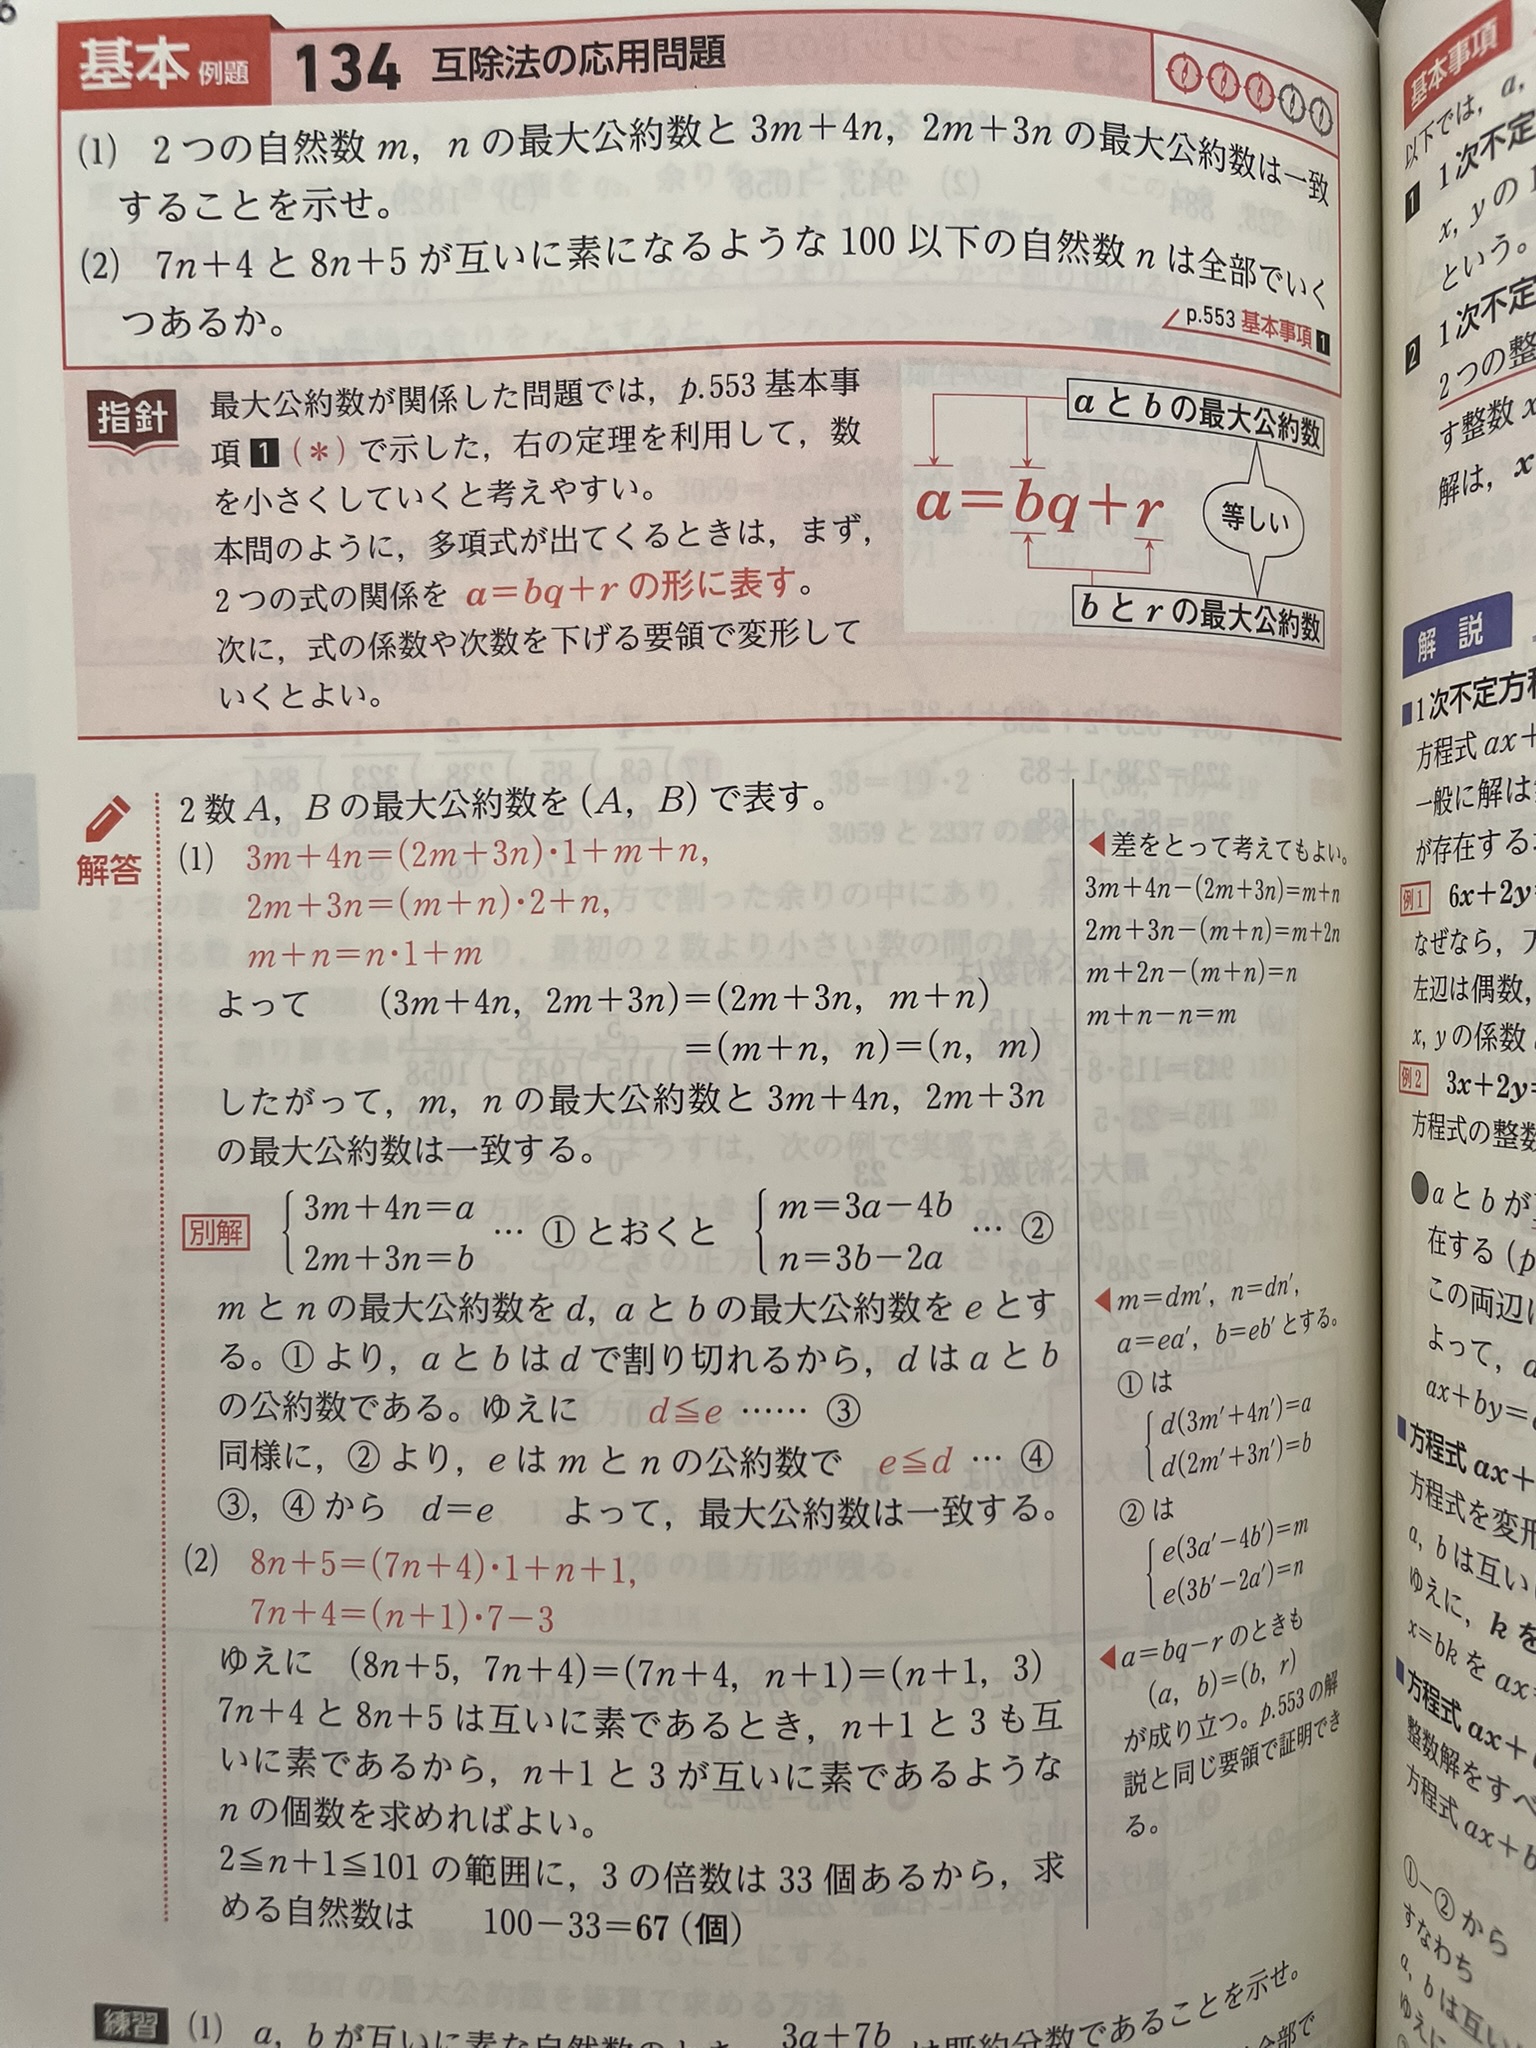 基本 例題 134 互除法の応用問題
(1) 2つの自然数 m, n の最大公約数と 3m+4n, 2m+3n の最大公約数は一致
することを示せ。
(2) 7n+4 と 8n+5 が互いに素になるような 100 以下の自然数 n は全部でいく
つあるか。
p.553 基本事項 1
指針
最大公約数が関係した問題では, p.553 基本事
項 1 (*) で示した, 右の定理を利用して, 数
を小さくしていくと考えやすい。
本問のように, 多項式が出てくるときは, まず,
2つの式の関係を a=bq+r の形に表す。
次に, 式の係数や次数を下げる要領で変形して
いくとよい。
a と b の最大公約数
a=bq+r
等しい
b と r の最大公約数
解答
2数 A, B の最大公約数を (A, B) で表す。
(1) 3m+4n=(2m+3n)・1+m+n,
2m+3n=(m+n)・2+n,
m+n=n・1+m
よって (3m+4n, 2m+3n)=(2m+3n, m+n)
=(m+n, n)=(n, m)
したがって, m, n の最大公約数と 3m+4n, 2m+3n
の最大公約数は一致する。
別解 {3m+4n=a, 2m+3n=b … ① とおくと {m=3a−4b, n=3b−2a … ②
m と n の最大公約数を d, a と b の最大公約数を e とす
る。① より, a と b は d で割り切れるから, d は a と b
の公約数である。ゆえに d≦e …… ③
同様に, ② より, e は m と n の公約数で e≦d … ④
③, ④ から d=e よって, 最大公約数は一致する。
(2) 8n+5=(7n+4)・1+n+1,
7n+4=(n+1)・7−3
ゆえに (8n+5, 7n+4)=(7n+4, n+1)=(n+1, 3)
7n+4 と 8n+5 は互いに素であるとき, n+1 と 3 も互
いに素であるから, n+1 と 3 が互いに素であるような
n の個数を求めればよい。
2≦n+1≦101 の範囲に, 3 の倍数は 33 個あるから, 求
める自然数は 100−33=67 (個)
◀差をとって考えてもよい。
3m+4n−(2m+3n)=m+n
2m+3n−(m+n)=m+2n
m+2n−(m+n)=n
m+n−n=m
◀m=dm′, n=dn′,
a=ea′, b=eb′ とする。
① は
d(3m′+4n′)=a
d(2m′+3n′)=b
② は
e(3a′−4b′)=m
e(3b′−2a′)=n
◀a=bq−r のときも
(a, b)=(b, r)
が成り立つ。p.553 の解
説と同じ要領で証明でき
る。
練習 (1) a, b が互いに素な自然数のとき, 3a+7b は既約分数であることを示せ。
全部で
基本事項
以下では, a,
1 1次不定
x, y の 1
という。
2 1次不定
2つの整
す整数 x
解は, x
解説
■1次不定方程
方程式 ax+
一般に解は
が存在する
例1 6x+2y=
なぜなら,
左辺は偶数,
x, y の係数
例2 3x+2y=
方程式の整数
●a と b が
在する (p
この両辺に
よって,
ax+by=
■方程式 ax+
方程式を変形
a, b は互い
ゆえに, k を
x=bk を ax
■方程式 ax+
整数解をすべ
方程式 ax+b
①−② から
すなわち
a, b は互い
ゆえに